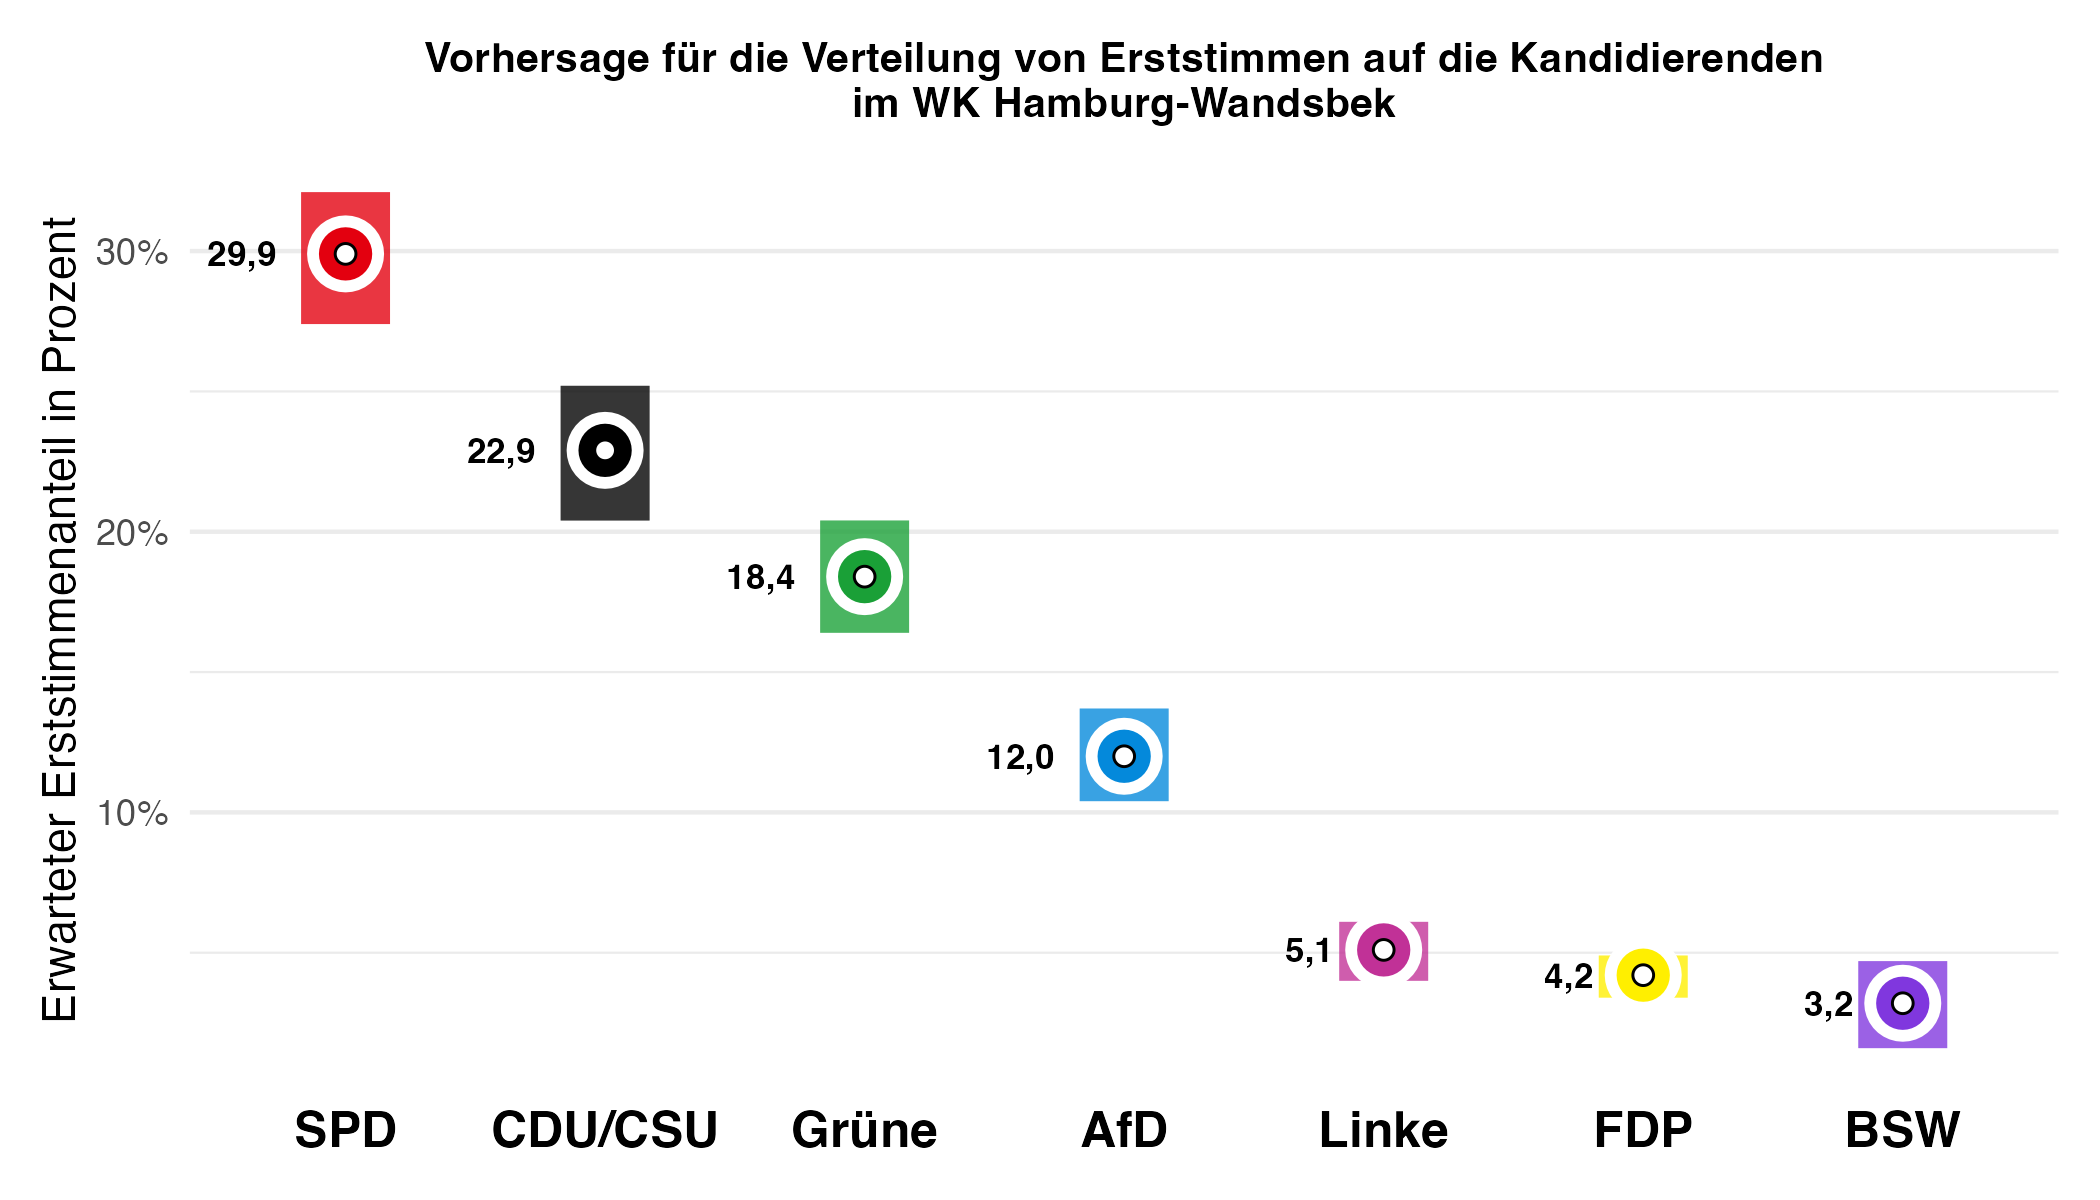 Vorhersage für die Verteilung von Erststimmen auf die Kandidierenden
im WK Hamburg-Wandsbek
Erwarteter Erststimmenanteil in Prozent
30%
20%
10%
29,9
22,9
18,4
12,0
5,1
4,2
3,2
SPD
CDU/CSU
Grüne
AfD
Linke
FDP
BSW